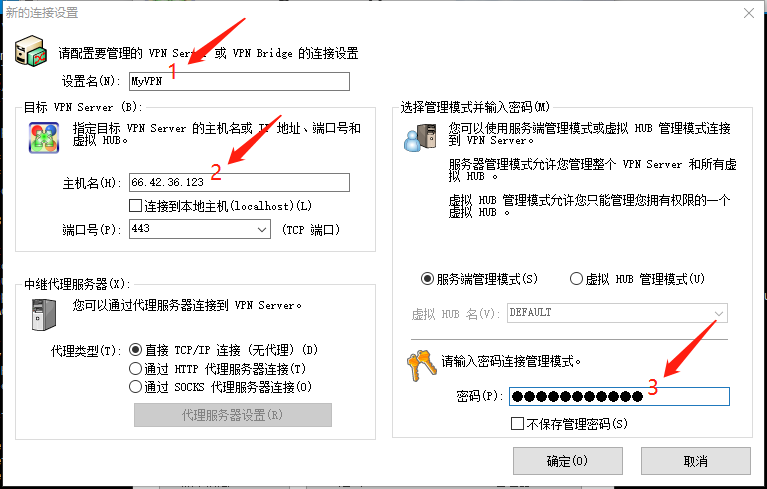 新的连接设置
请配置要管理的 VPN Server 或 VPN Bridge 的连接设置
1
设置名(N):
MyVPN
目标 VPN Server (B):
指定目标 VPN Server 的主机名或 IP 地址、端口号和
虚拟 HUB。
2
主机名(H):
66.42.36.123
连接到本地主机(localhost)(L)
端口号(P):
443
(TCP 端口)
中继代理服务器(X):
您可以通过代理服务器连接到 VPN Server。
代理类型(T):
直接 TCP/IP 连接 (无代理) (D)
通过 HTTP 代理服务器连接(T)
通过 SOCKS 代理服务器连接(O)
代理服务器设置(R)
选择管理模式并输入密码(M)
您可以使用服务端管理模式或虚拟 HUB 管理模式连接
到 VPN Server。
服务器管理模式允许您管理整个 VPN Server 和所有虚
拟 HUB 。
虚拟 HUB 管理模式允许您只能管理您拥有权限的一个
虚拟 HUB 。
服务端管理模式(S)
虚拟 HUB 管理模式(U)
虚拟 HUB 名(V):
DEFAULT
请输入密码连接管理模式。
3
密码(P):
●●●●●●●●●●●
不保存管理密码(S)
确定(O)
取消